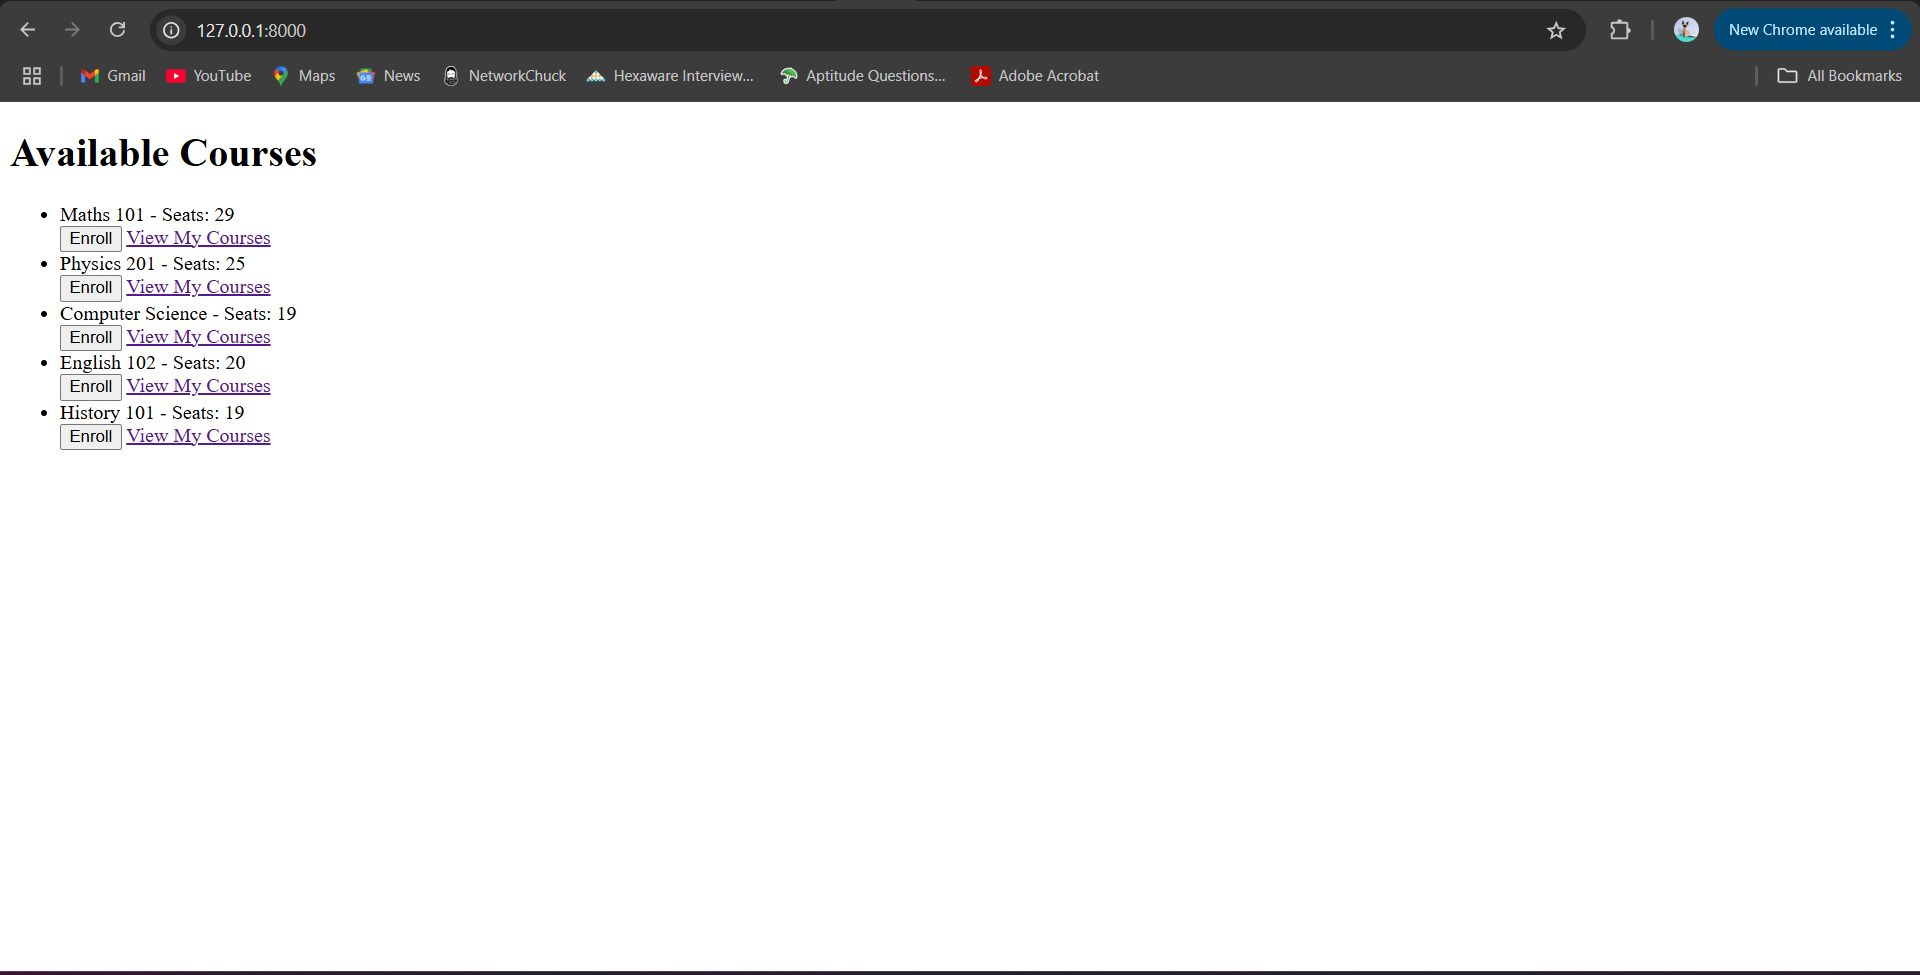 127.0.0.1:8000
New Chrome available
Gmail YouTube Maps News NetworkChuck Hexaware Interview... Aptitude Questions... Adobe Acrobat All Bookmarks
Available Courses
Maths 101 - Seats: 29
Enroll View My Courses
Physics 201 - Seats: 25
Enroll View My Courses
Computer Science - Seats: 19
Enroll View My Courses
English 102 - Seats: 20
Enroll View My Courses
History 101 - Seats: 19
Enroll View My Courses